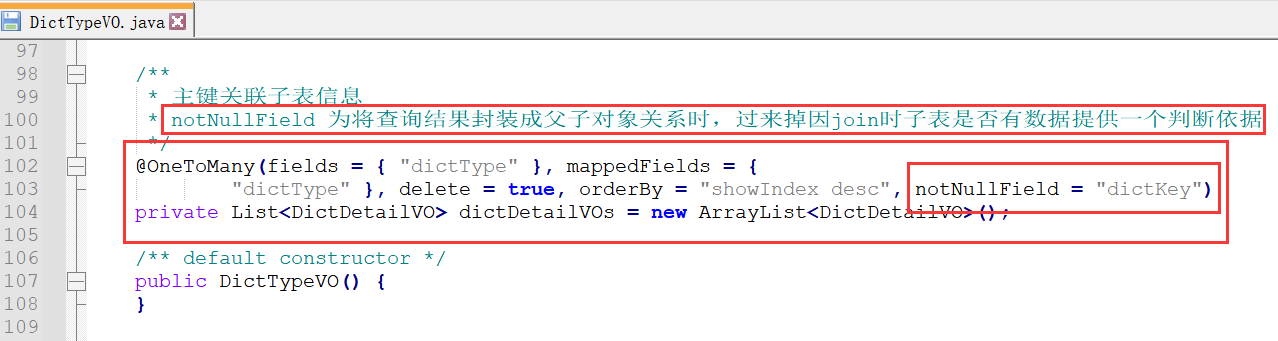 DictTypeVO.java
97
98 /**
99 * 主键关联子表信息
100 * notNullField 为将查询结果封装成父子对象关系时，过来掉因join时子表是否有数据提供一个判断依据
101 */
102 @OneToMany(fields = { "dictType" }, mappedFields = {
103 "dictType" }, delete = true, orderBy = "showIndex desc", notNullField = "dictKey")
104 private List<DictDetailVO> dictDetailVOs = new ArrayList<DictDetailVO>();
105
106 /** default constructor */
107 public DictTypeVO() {
108 }
109